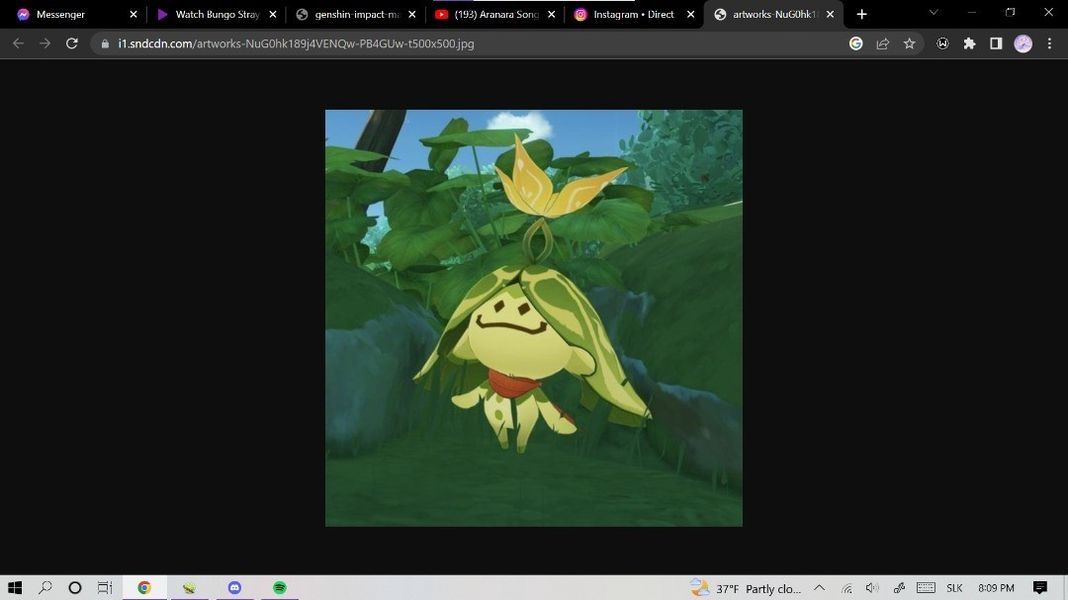 Messenger
Watch Bungo Stray
genshin-impact-ma
(193) Aranara Song
Instagram • Direct
artworks-NuG0hk18
i1.sndcdn.com/artworks-NuG0hk189j4VENQw-PB4GUw-t500x500.jpg
37°F Partly clo...
SLK
8:09 PM